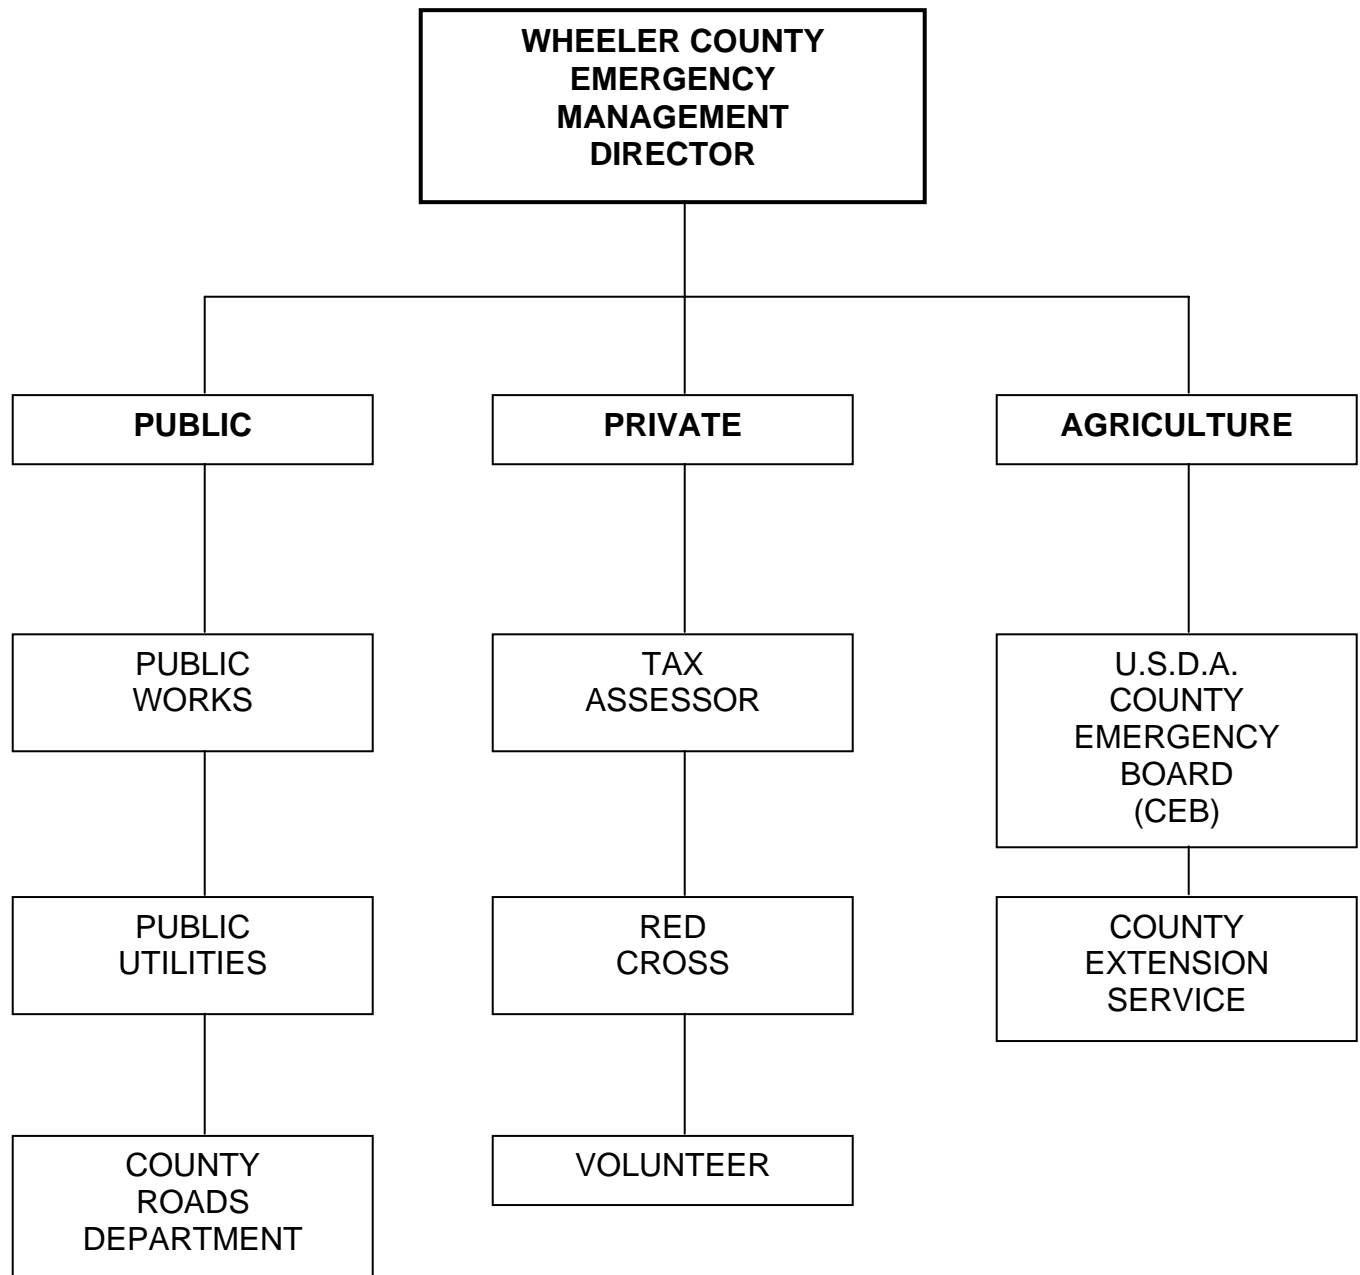 WHEELER COUNTY
EMERGENCY
MANAGEMENT
DIRECTOR
PUBLIC
PRIVATE
AGRICULTURE
PUBLIC
WORKS
TAX
ASSESSOR
U.S.D.A.
COUNTY
EMERGENCY
BOARD
(CEB)
PUBLIC
UTILITIES
RED
CROSS
COUNTY
EXTENSION
SERVICE
COUNTY
ROADS
DEPARTMENT
VOLUNTEER